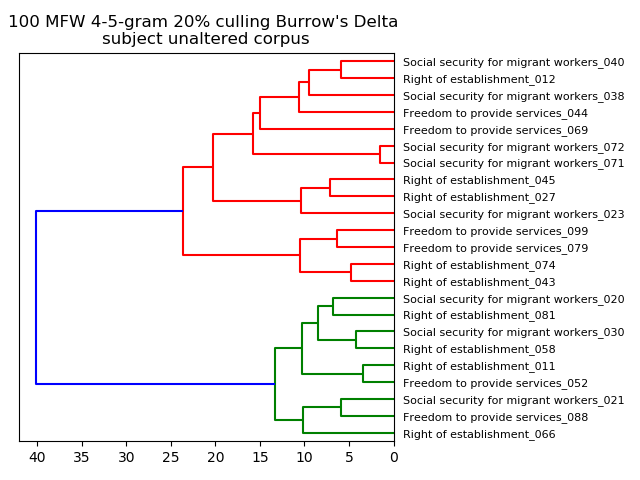 100 MFW 4-5-gram 20% culling Burrow's Delta
subject unaltered corpus
Social security for migrant workers_040
Right of establishment_012
Social security for migrant workers_038
Freedom to provide services_044
Freedom to provide services_069
Social security for migrant workers_072
Social security for migrant workers_071
Right of establishment_045
Right of establishment_027
Social security for migrant workers_023
Freedom to provide services_099
Freedom to provide services_079
Right of establishment_074
Right of establishment_043
Social security for migrant workers_020
Right of establishment_081
Social security for migrant workers_030
Right of establishment_058
Right of establishment_011
Freedom to provide services_052
Social security for migrant workers_021
Freedom to provide services_088
Right of establishment_066
40 35 30 25 20 15 10 5 0